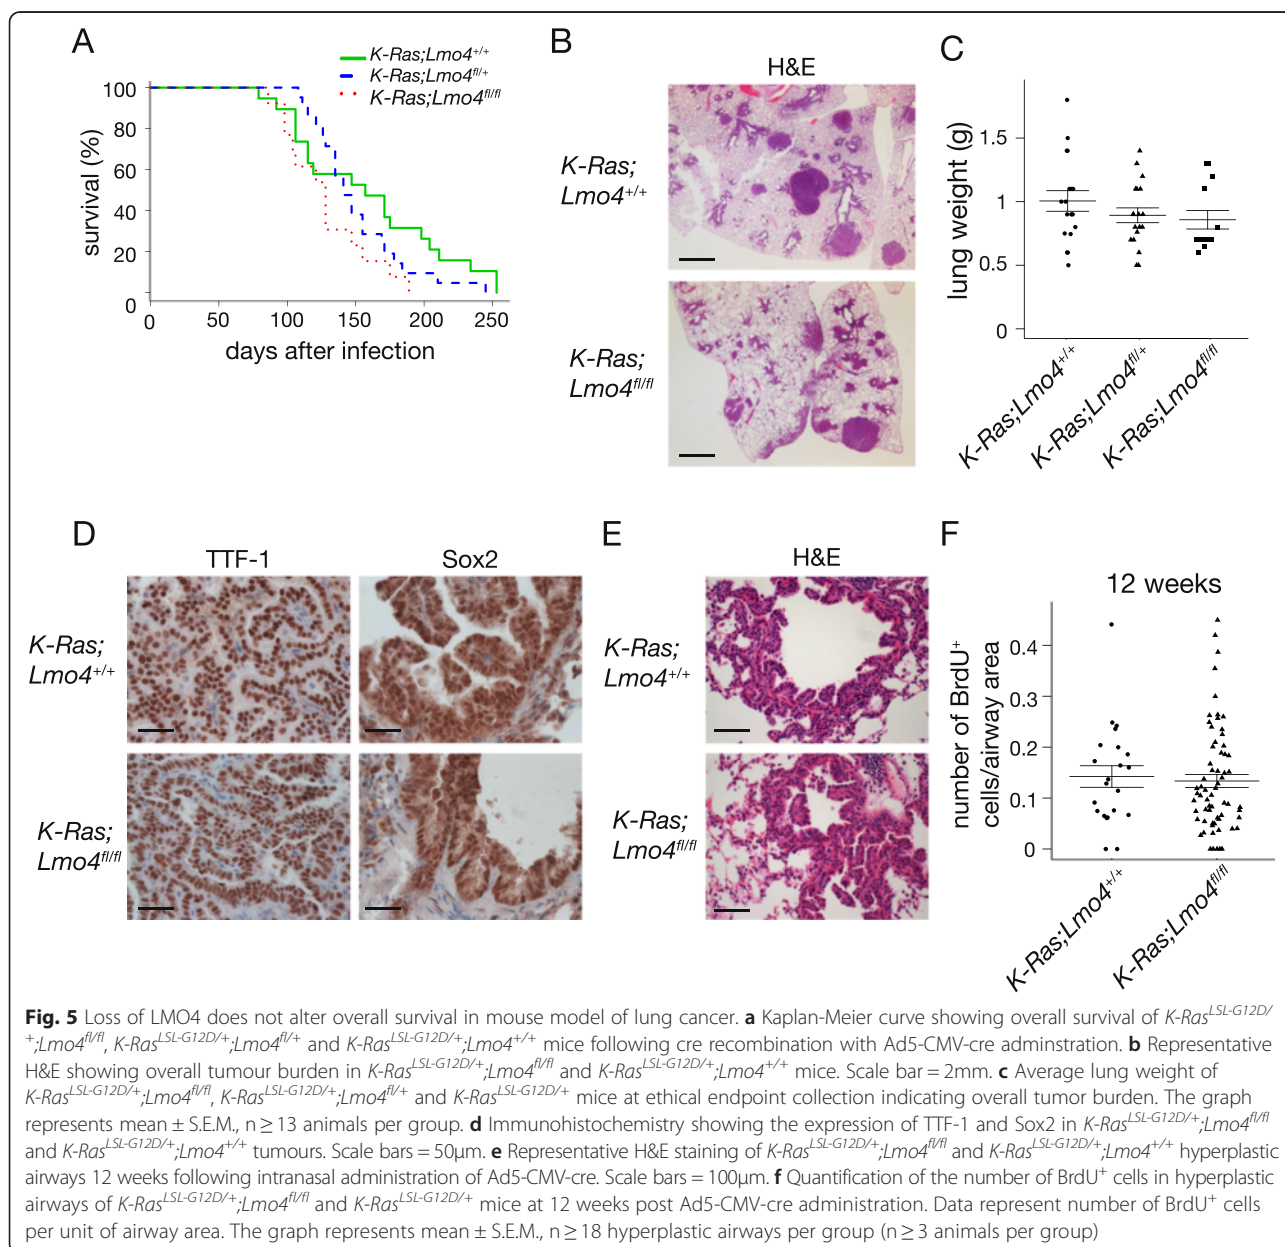 A
K-Ras;Lmo4+/+
K-Ras;Lmo4fl/+
K-Ras;Lmo4fl/fl
100
80
60
40
20
0
survival (%)
0 50 100 150 200 250
days after infection
B
H&E
K-Ras;
Lmo4+/+
K-Ras;
Lmo4fl/fl
C
lung weight (g)
1.5
1
0.5
0
K-Ras;Lmo4+/+
K-Ras;Lmo4fl/+
K-Ras;Lmo4fl/fl
D
TTF-1 Sox2
K-Ras;
Lmo4+/+
K-Ras;
Lmo4fl/fl
E
H&E
K-Ras;
Lmo4+/+
K-Ras;
Lmo4fl/fl
F
12 weeks
number of BrdU+
cells/airway area
0.4
0.3
0.2
0.1
0
K-Ras;Lmo4+/+
K-Ras;Lmo4fl/fl
Fig. 5 Loss of LMO4 does not alter overall survival in mouse model of lung cancer. a Kaplan-Meier curve showing overall survival of K-RasLSL-G12D/
+;Lmo4fl/fl, K-RasLSL-G12D/+;Lmo4fl/+ and K-RasLSL-G12D/+;Lmo4+/+ mice following cre recombination with Ad5-CMV-cre adminstration. b Representative
H&E showing overall tumour burden in K-RasLSL-G12D/+;Lmo4fl/fl and K-RasLSL-G12D/+;Lmo4+/+ mice. Scale bar = 2mm. c Average lung weight of
K-RasLSL-G12D/+;Lmo4fl/fl, K-RasLSL-G12D/+;Lmo4fl/+ and K-RasLSL-G12D/+ mice at ethical endpoint collection indicating overall tumor burden. The graph
represents mean ± S.E.M., n ≥ 13 animals per group. d Immunohistochemistry showing the expression of TTF-1 and Sox2 in K-RasLSL-G12D/+;Lmo4fl/fl
and K-RasLSL-G12D/+;Lmo4+/+ tumours. Scale bars = 50μm. e Representative H&E staining of K-RasLSL-G12D/+;Lmo4fl/fl and K-RasLSL-G12D/+;Lmo4+/+ hyperplastic
airways 12 weeks following intranasal administration of Ad5-CMV-cre. Scale bars = 100μm. f Quantification of the number of BrdU+ cells in hyperplastic
airways of K-RasLSL-G12D/+;Lmo4fl/fl and K-RasLSL-G12D/+ mice at 12 weeks post Ad5-CMV-cre administration. Data represent number of BrdU+ cells
per unit of airway area. The graph represents mean ± S.E.M., n ≥ 18 hyperplastic airways per group (n ≥ 3 animals per group)